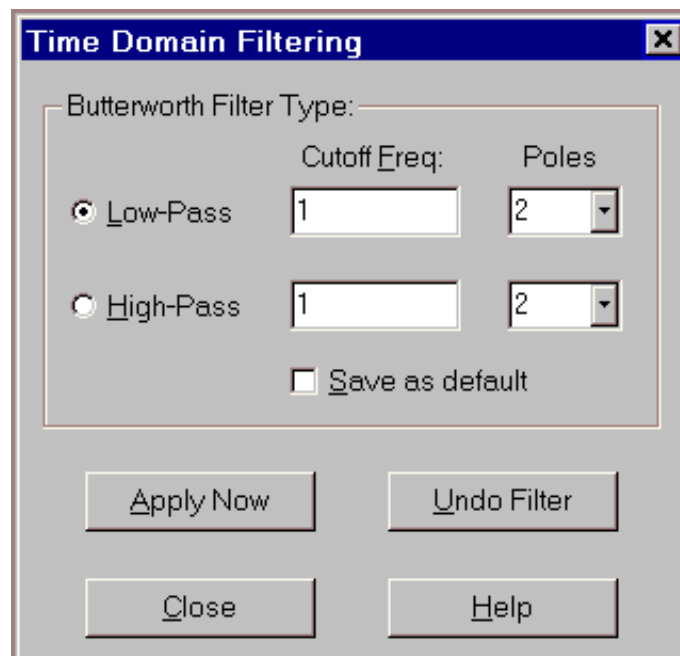 Time Domain Filtering
Butterworth Filter Type:
Cutoff Freq: Poles
Low-Pass 1 2
High-Pass 1 2
Save as default
Apply Now Undo Filter
Close Help